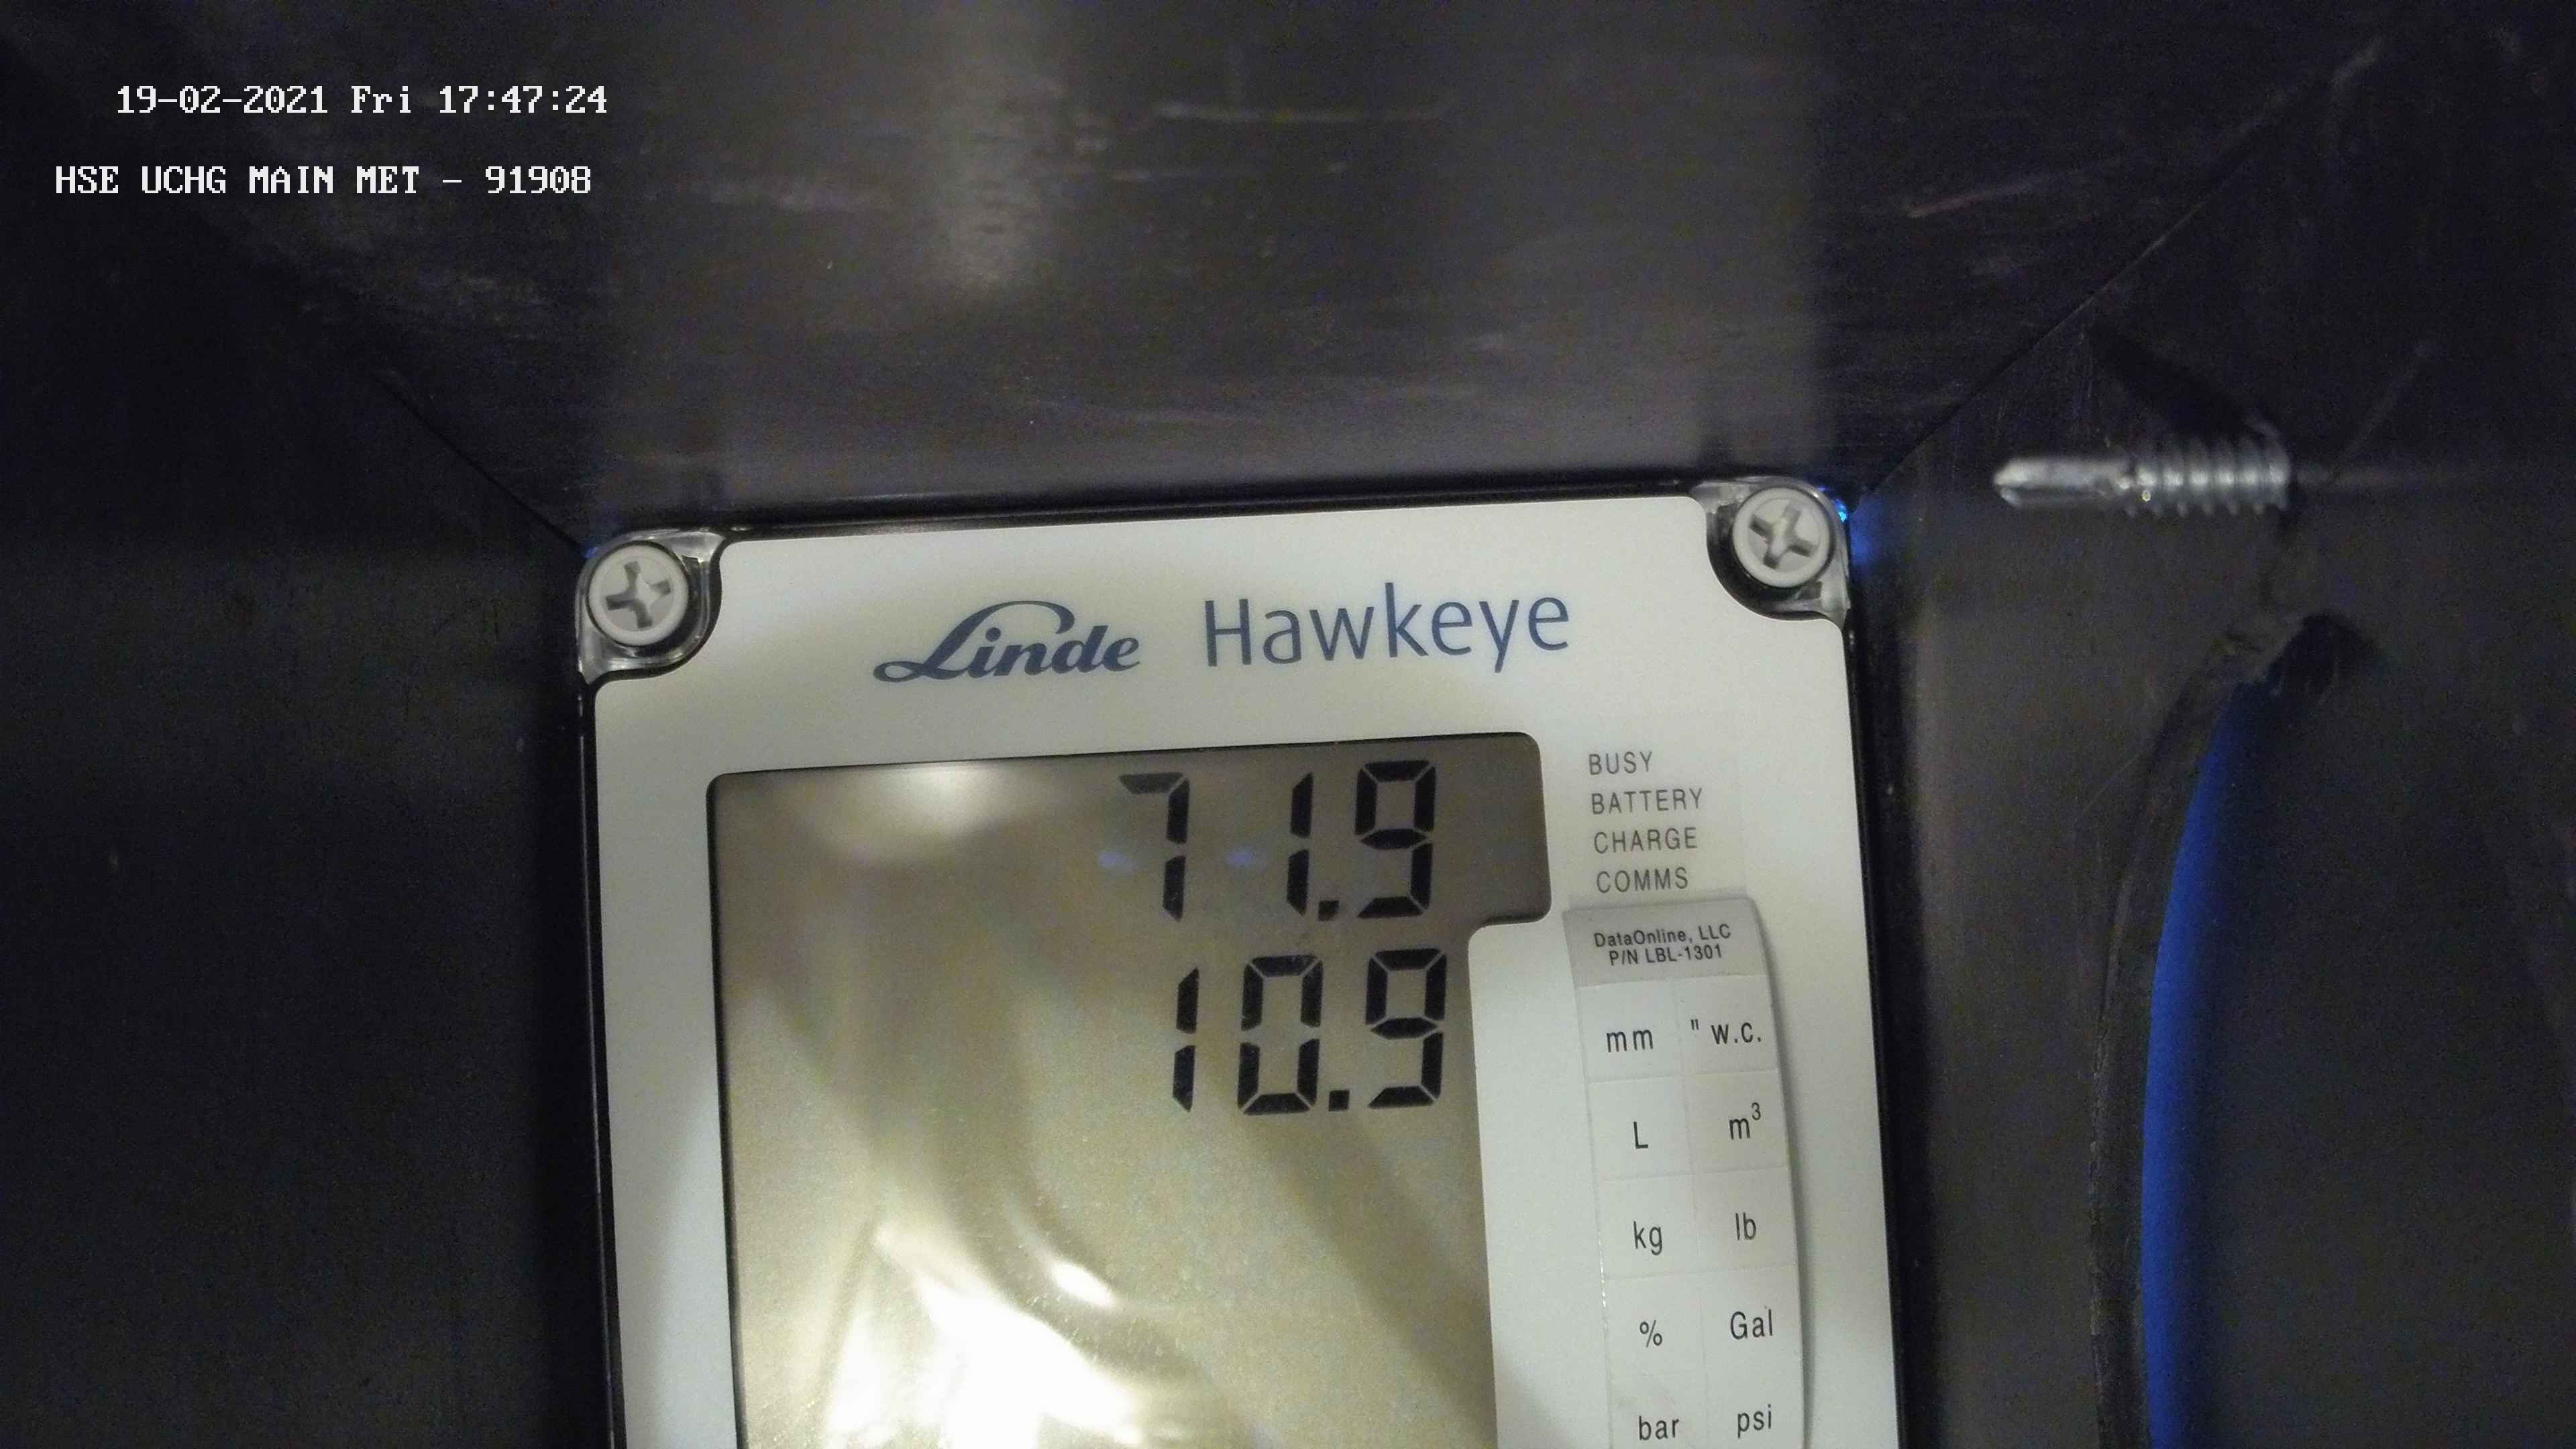 19-02-2021 Fri 17:47:24
HSE UCHG MAIN MET - 91908
Linde Hawkeye
71.9
10.9
BUSY
BATTERY
CHARGE
COMMS
DataOnline, LLC
P/N LBL-1301
mm " w.c.
L m³
kg lb
% Gal
bar psi